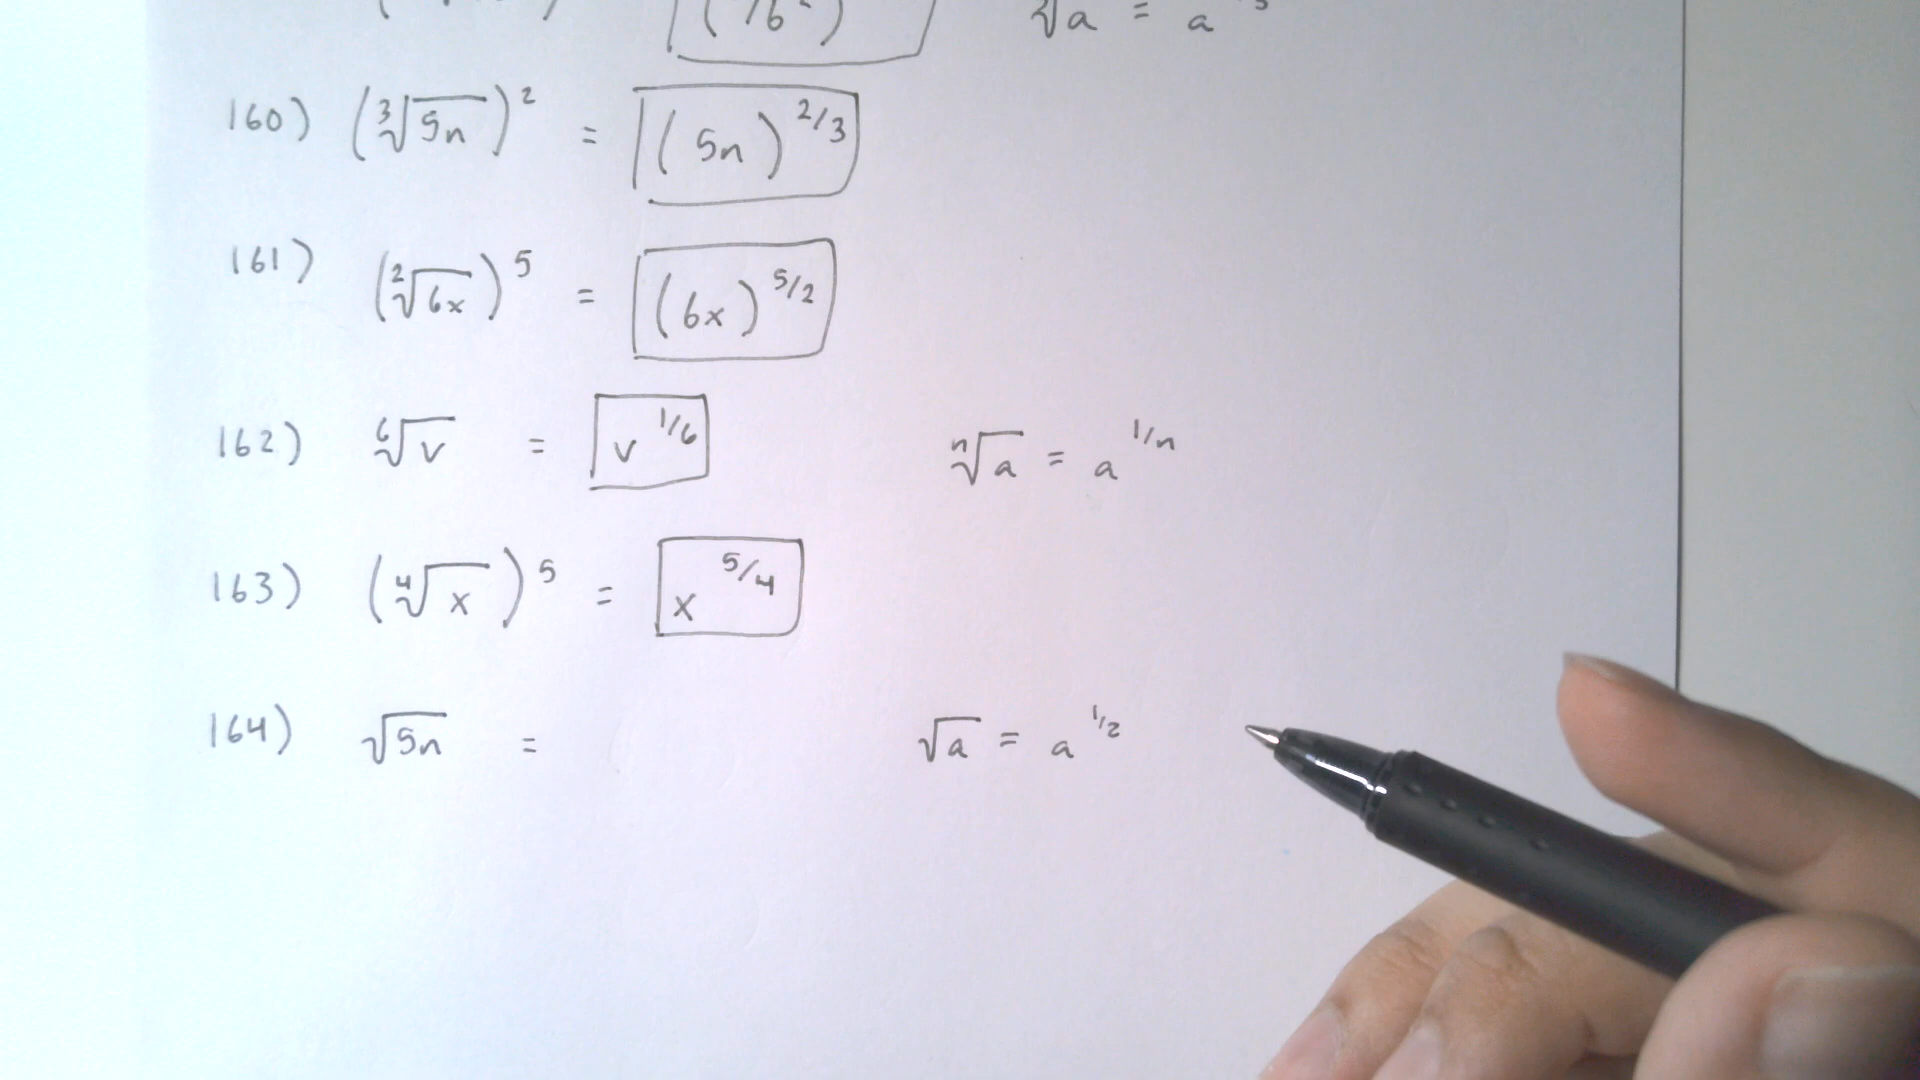 ∛a = a
160) (∛5n)² = (5n)^2/3
161) (²√6x)⁵ = (6x)^5/2
162) ⁶√v = v^1/6 ⁿ√a = a^1/n
163) (⁴√x)⁵ = x^5/4
164) √5n = √a = a^1/2